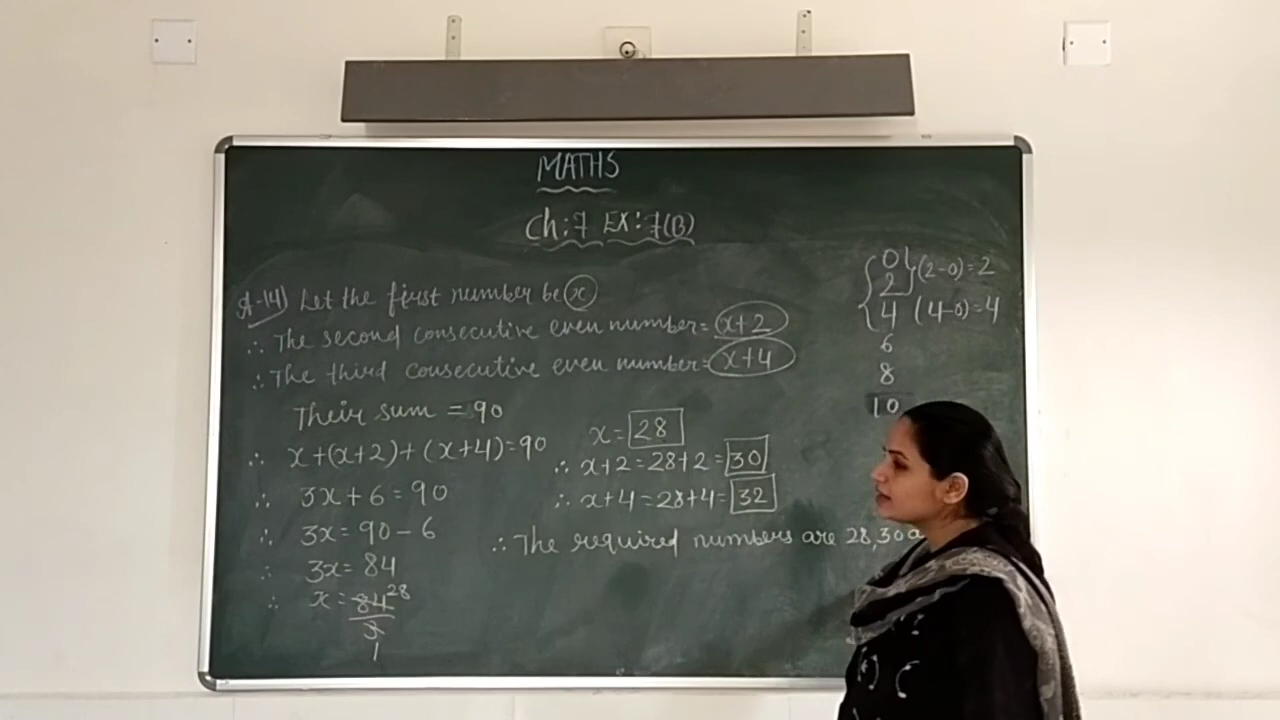 MATHS
Ch:7 EX:7(B)
A-14) Let the first number be x
∴ The second consecutive even number = x+2
∴ The third consecutive even number = x+4
Their sum = 90
∴ x+(x+2)+(x+4)=90
∴ 3x+6=90
∴ 3x=90-6
∴ 3x=84
∴ x=84 28
3
1
x=28
∴ x+2=28+2=30
∴ x+4=28+4=32
∴ The required numbers are 28,30
0
2 (2-0)=2
4 (4-0)=4
6
8
10